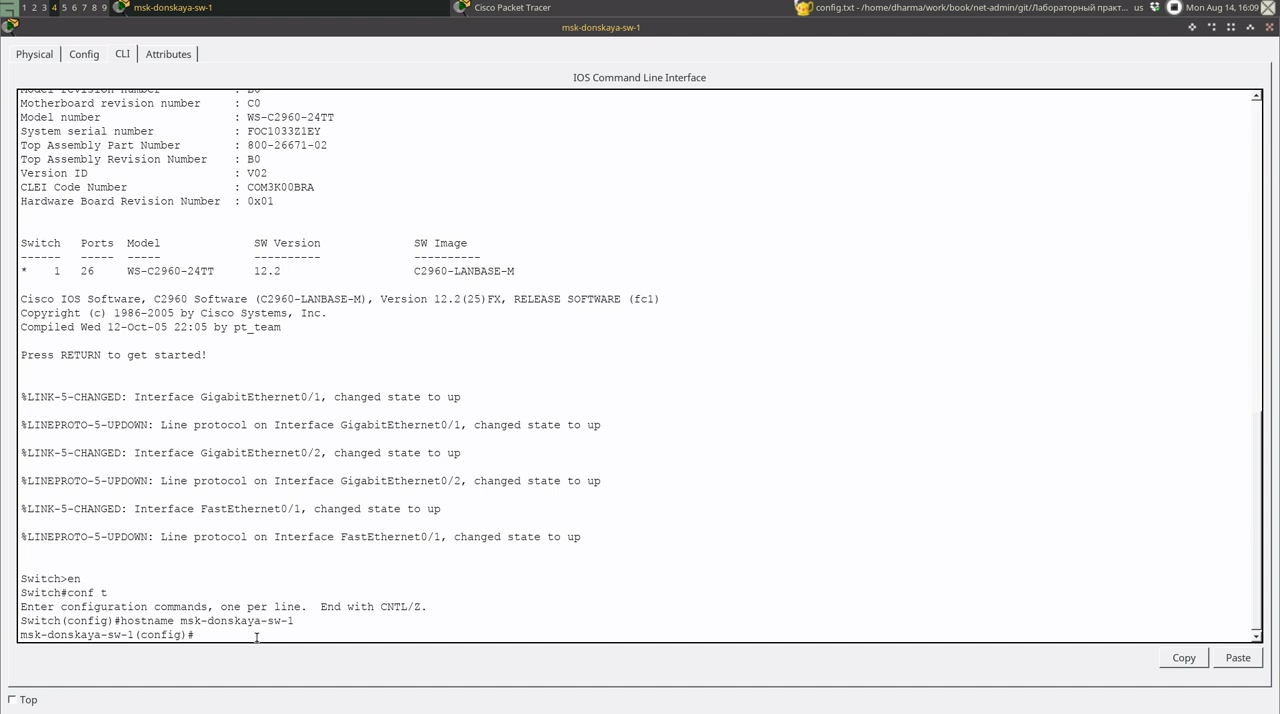 1 2 3 4 5 6 7 8 9 msk-donskaya-sw-1 Cisco Packet Tracer config.txt - /home/dharma/work/book/net-admin/git/Лабораторный практ... us Mon Aug 14, 16:09
msk-donskaya-sw-1
Physical Config CLI Attributes
IOS Command Line Interface
Model revision number : B0
Motherboard revision number : C0
Model number : WS-C2960-24TT
System serial number : FOC1033Z1EY
Top Assembly Part Number : 800-26671-02
Top Assembly Revision Number : B0
Version ID : V02
CLEI Code Number : COM3K00BRA
Hardware Board Revision Number : 0x01
Switch Ports Model SW Version SW Image
------ ----- ----- ---------- ----------
* 1 26 WS-C2960-24TT 12.2 C2960-LANBASE-M
Cisco IOS Software, C2960 Software (C2960-LANBASE-M), Version 12.2(25)FX, RELEASE SOFTWARE (fc1)
Copyright (c) 1986-2005 by Cisco Systems, Inc.
Compiled Wed 12-Oct-05 22:05 by pt_team
Press RETURN to get started!
%LINK-5-CHANGED: Interface GigabitEthernet0/1, changed state to up
%LINEPROTO-5-UPDOWN: Line protocol on Interface GigabitEthernet0/1, changed state to up
%LINK-5-CHANGED: Interface GigabitEthernet0/2, changed state to up
%LINEPROTO-5-UPDOWN: Line protocol on Interface GigabitEthernet0/2, changed state to up
%LINK-5-CHANGED: Interface FastEthernet0/1, changed state to up
%LINEPROTO-5-UPDOWN: Line protocol on Interface FastEthernet0/1, changed state to up
Switch>en
Switch#conf t
Enter configuration commands, one per line. End with CNTL/Z.
Switch(config)#hostname msk-donskaya-sw-1
msk-donskaya-sw-1(config)#
Copy Paste
Top